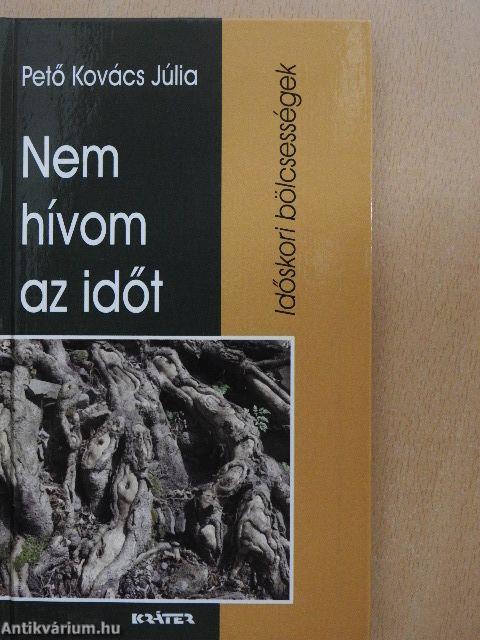 Pető Kovács Júlia
Nem
hívom
az időt
Időskori bölcsességek
KRÁTER
Antikvárium.hu